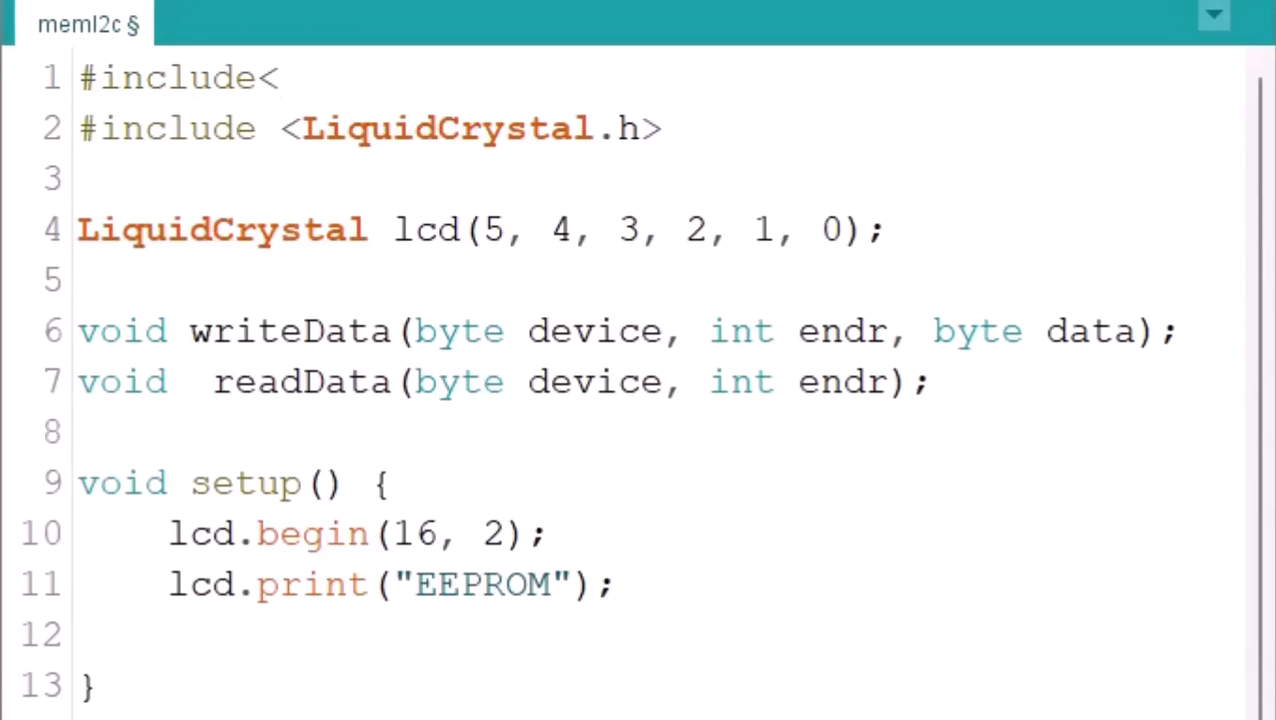 memI2c §
1 #include<
2 #include <LiquidCrystal.h>
3
4 LiquidCrystal lcd(5, 4, 3, 2, 1, 0);
5
6 void writeData(byte device, int endr, byte data);
7 void  readData(byte device, int endr);
8
9 void setup() {
10     lcd.begin(16, 2);
11     lcd.print("EEPROM");
12
13 }